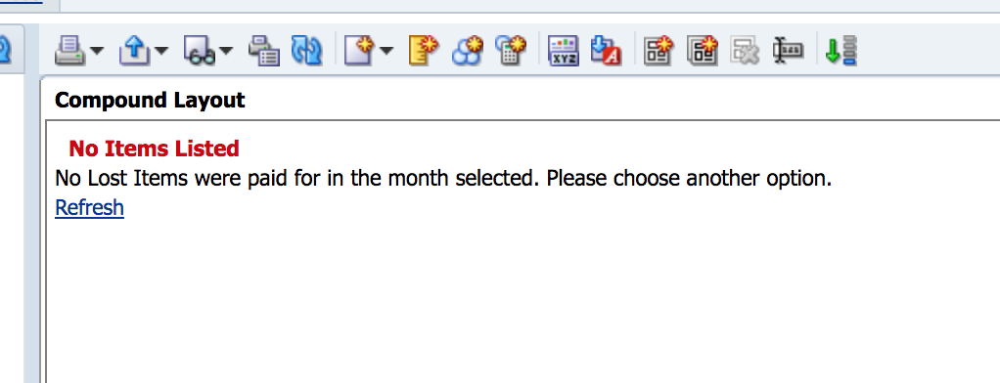 Compound Layout
No Items Listed
No Lost Items were paid for in the month selected. Please choose another option.
Refresh